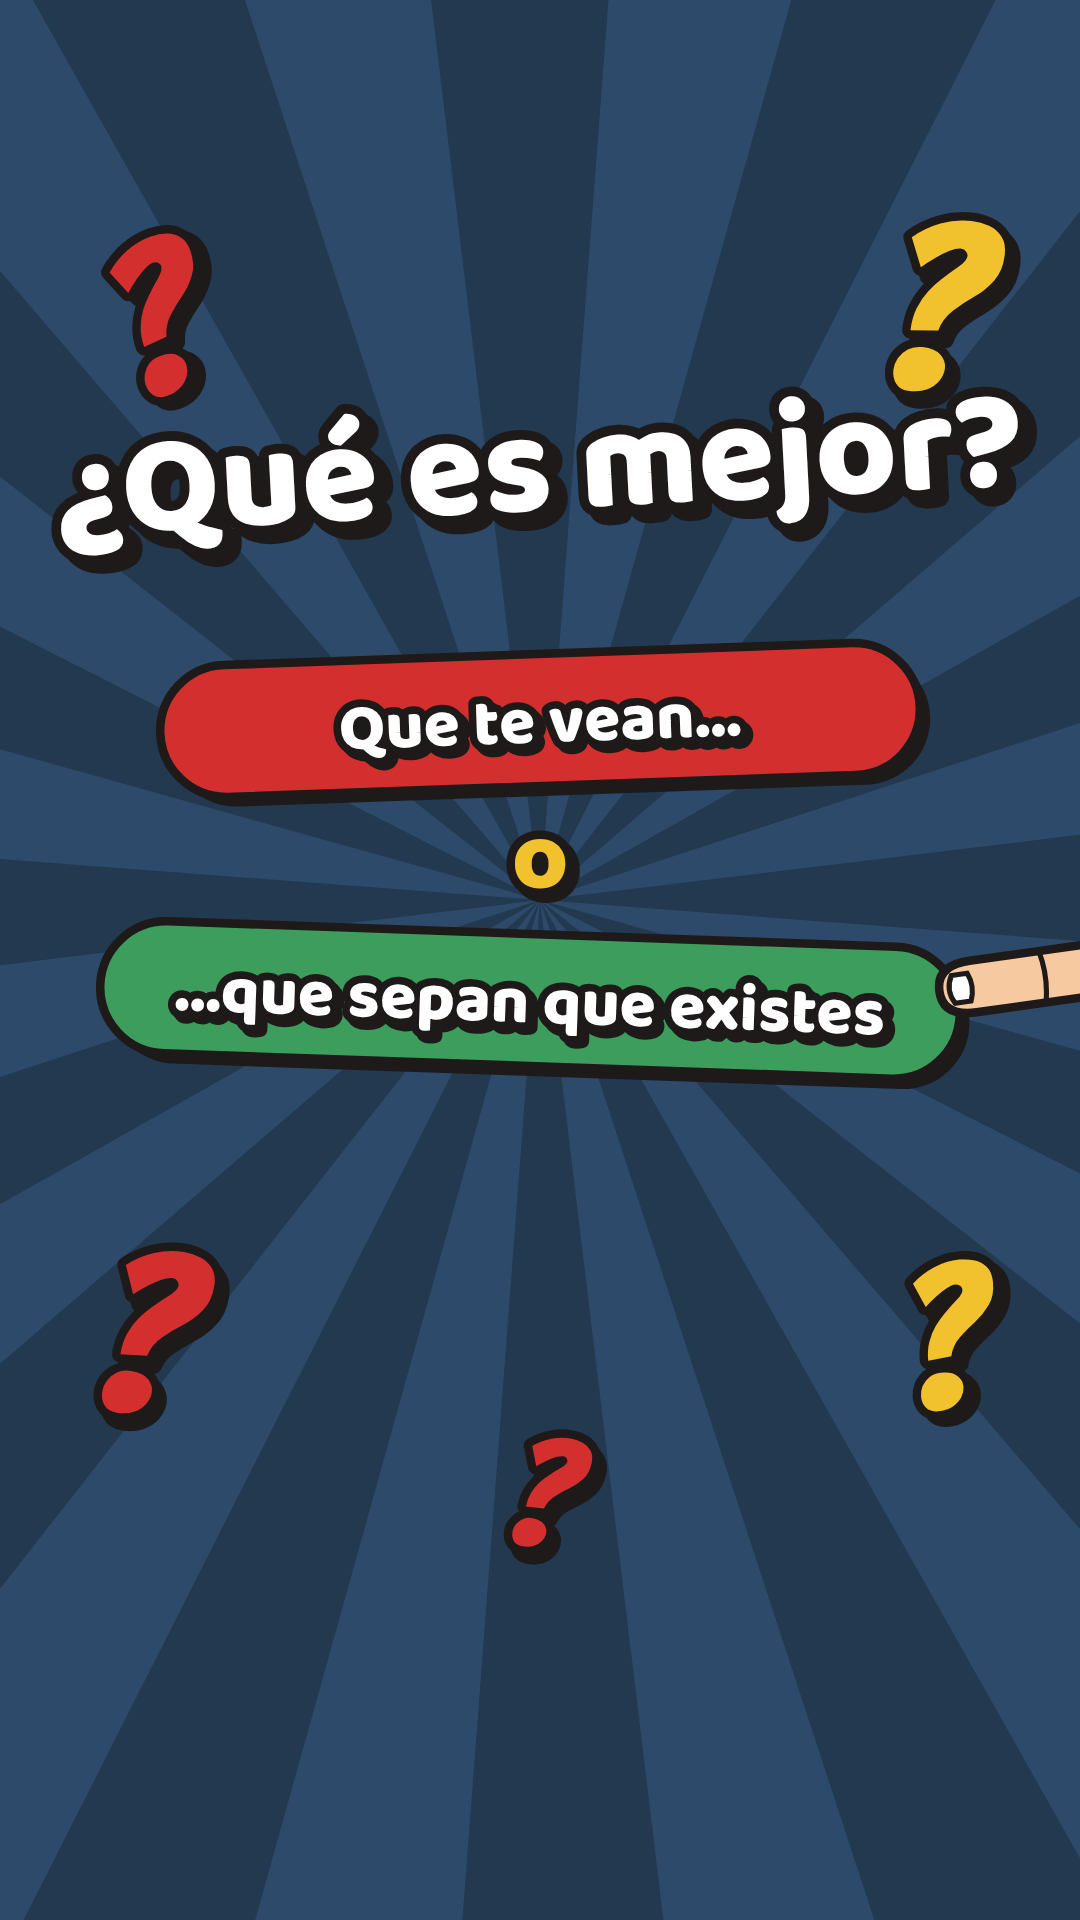 ? ?
¿Qué es mejor?
Que te vean...
o
...que sepan que existes
? ?
?